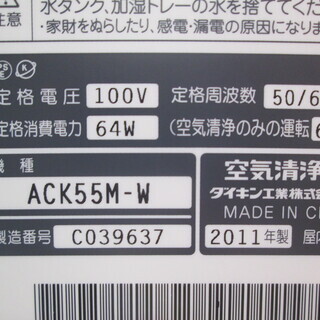 注意
水タンク、加湿トレーの水を捨ててく
・家財をぬらしたり、感電・漏電の原因になりま
定格電圧 100V 定格周波数 50/6
定格消費電力 64W (空気清浄のみの運転 6
機種 ACK55M-W 空気清浄
ダイキン工業株式会
MADE IN C
製造番号 C039637 2011年製 屋内